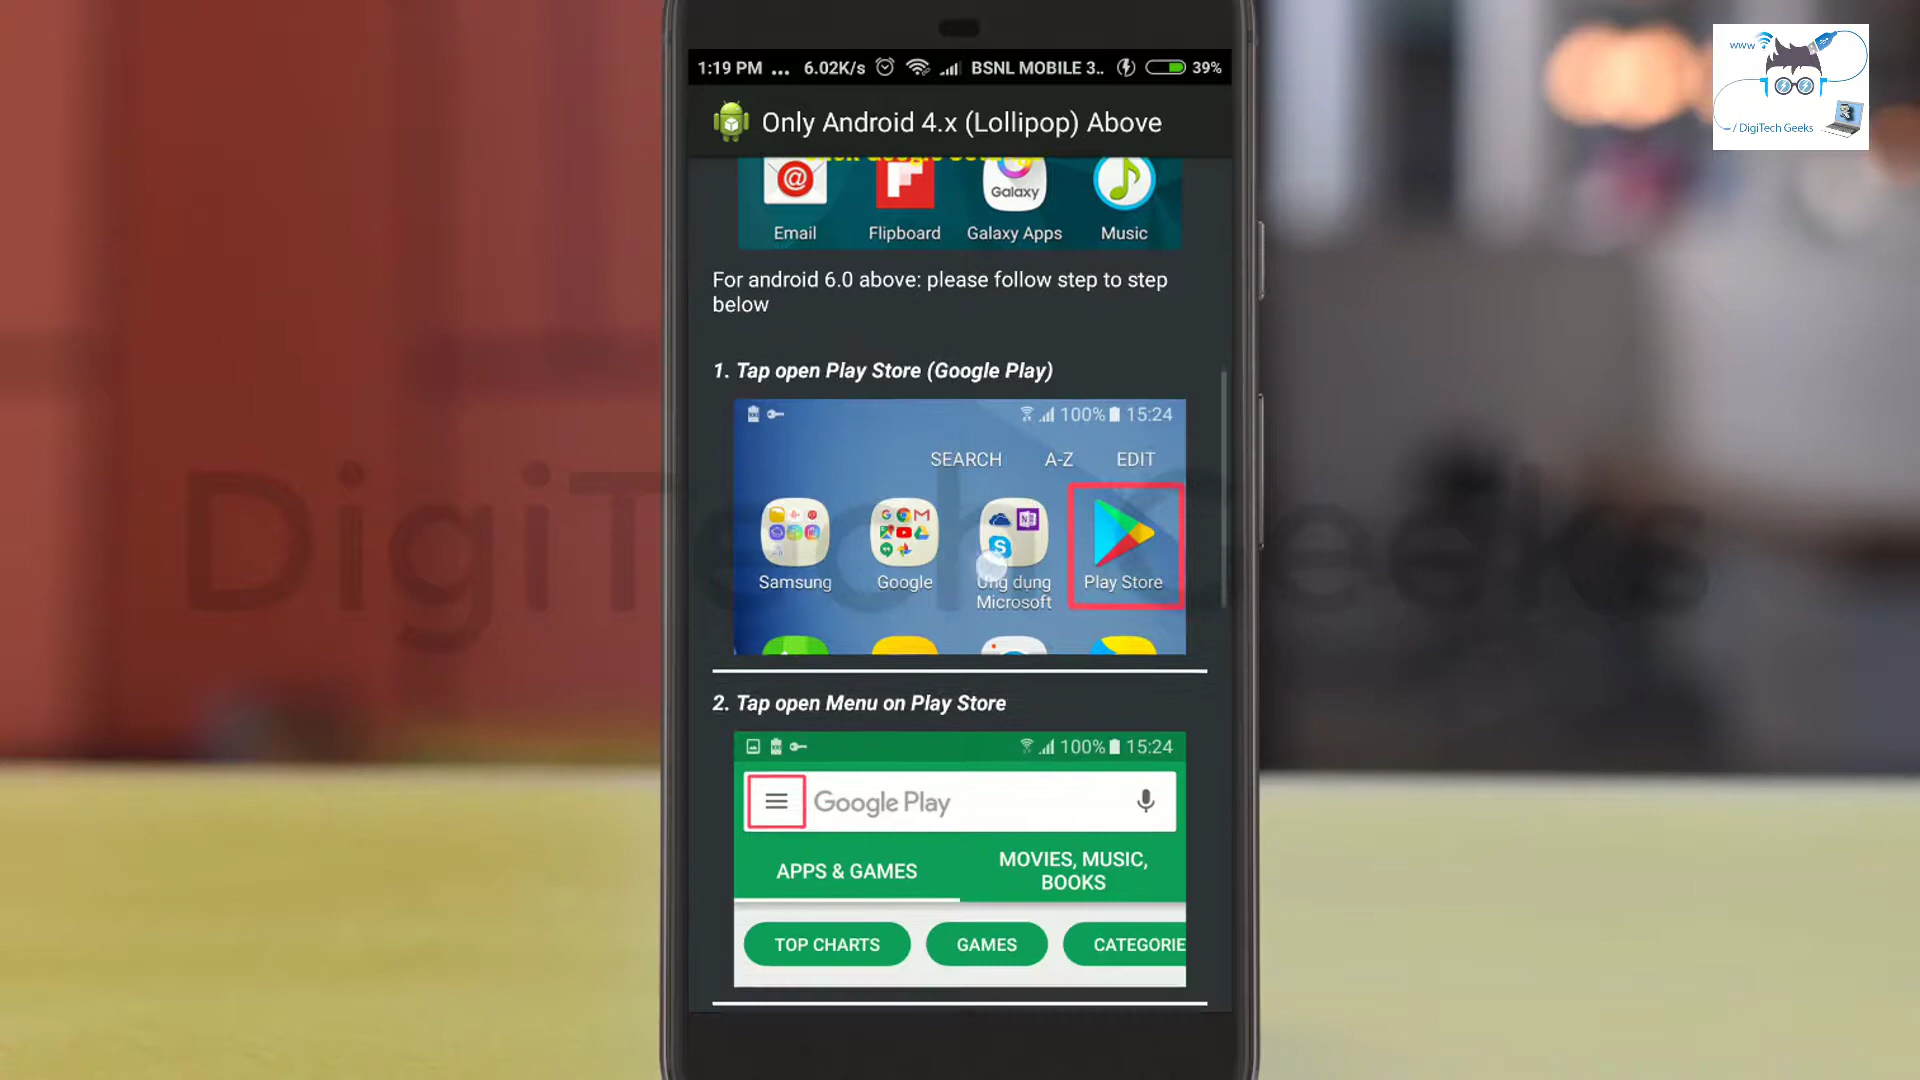 www
/ DigiTech Geeks
1:19 PM ... 6.02K/s BSNL MOBILE 3.. 39%
Only Android 4.x (Lollipop) Above
@
Galaxy
Email Flipboard Galaxy Apps Music
For android 6.0 above: please follow step to step
below
1. Tap open Play Store (Google Play)
100% 15:24
SEARCH A-Z EDIT
Samsung Google Ứng dụng Play Store
Microsoft
DigiTech Geeks
2. Tap open Menu on Play Store
100% 15:24
Google Play
APPS & GAMES
MOVIES, MUSIC,
BOOKS
TOP CHARTS GAMES CATEGORIE